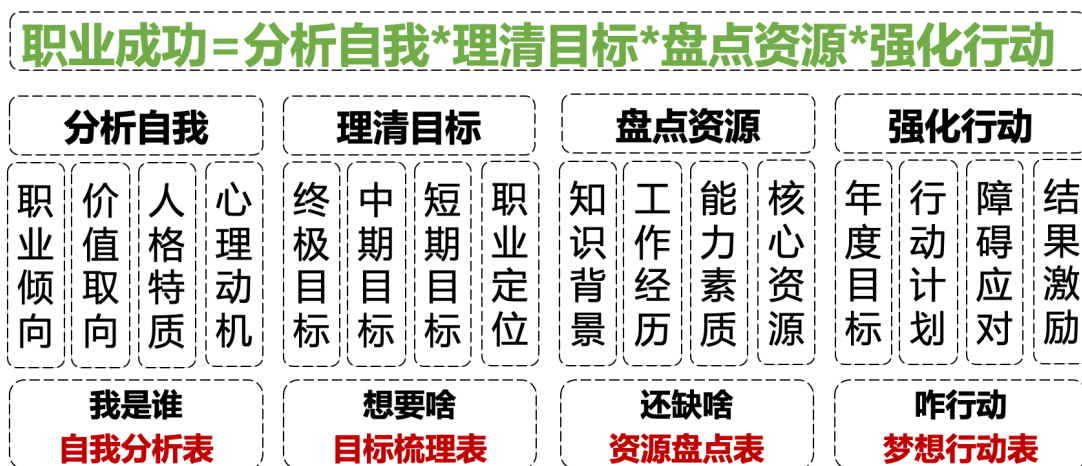 职业成功=分析自我*理清目标*盘点资源*强化行动
分析自我
理清目标
盘点资源
强化行动
职业倾向
价值取向
人格特质
心理动机
终极目标
中期目标
短期目标
职业定位
知识背景
工作经历
能力素质
核心资源
年度目标
行动计划
障碍应对
结果激励
我是谁
自我分析表
想要啥
目标梳理表
还缺啥
资源盘点表
咋行动
梦想行动表